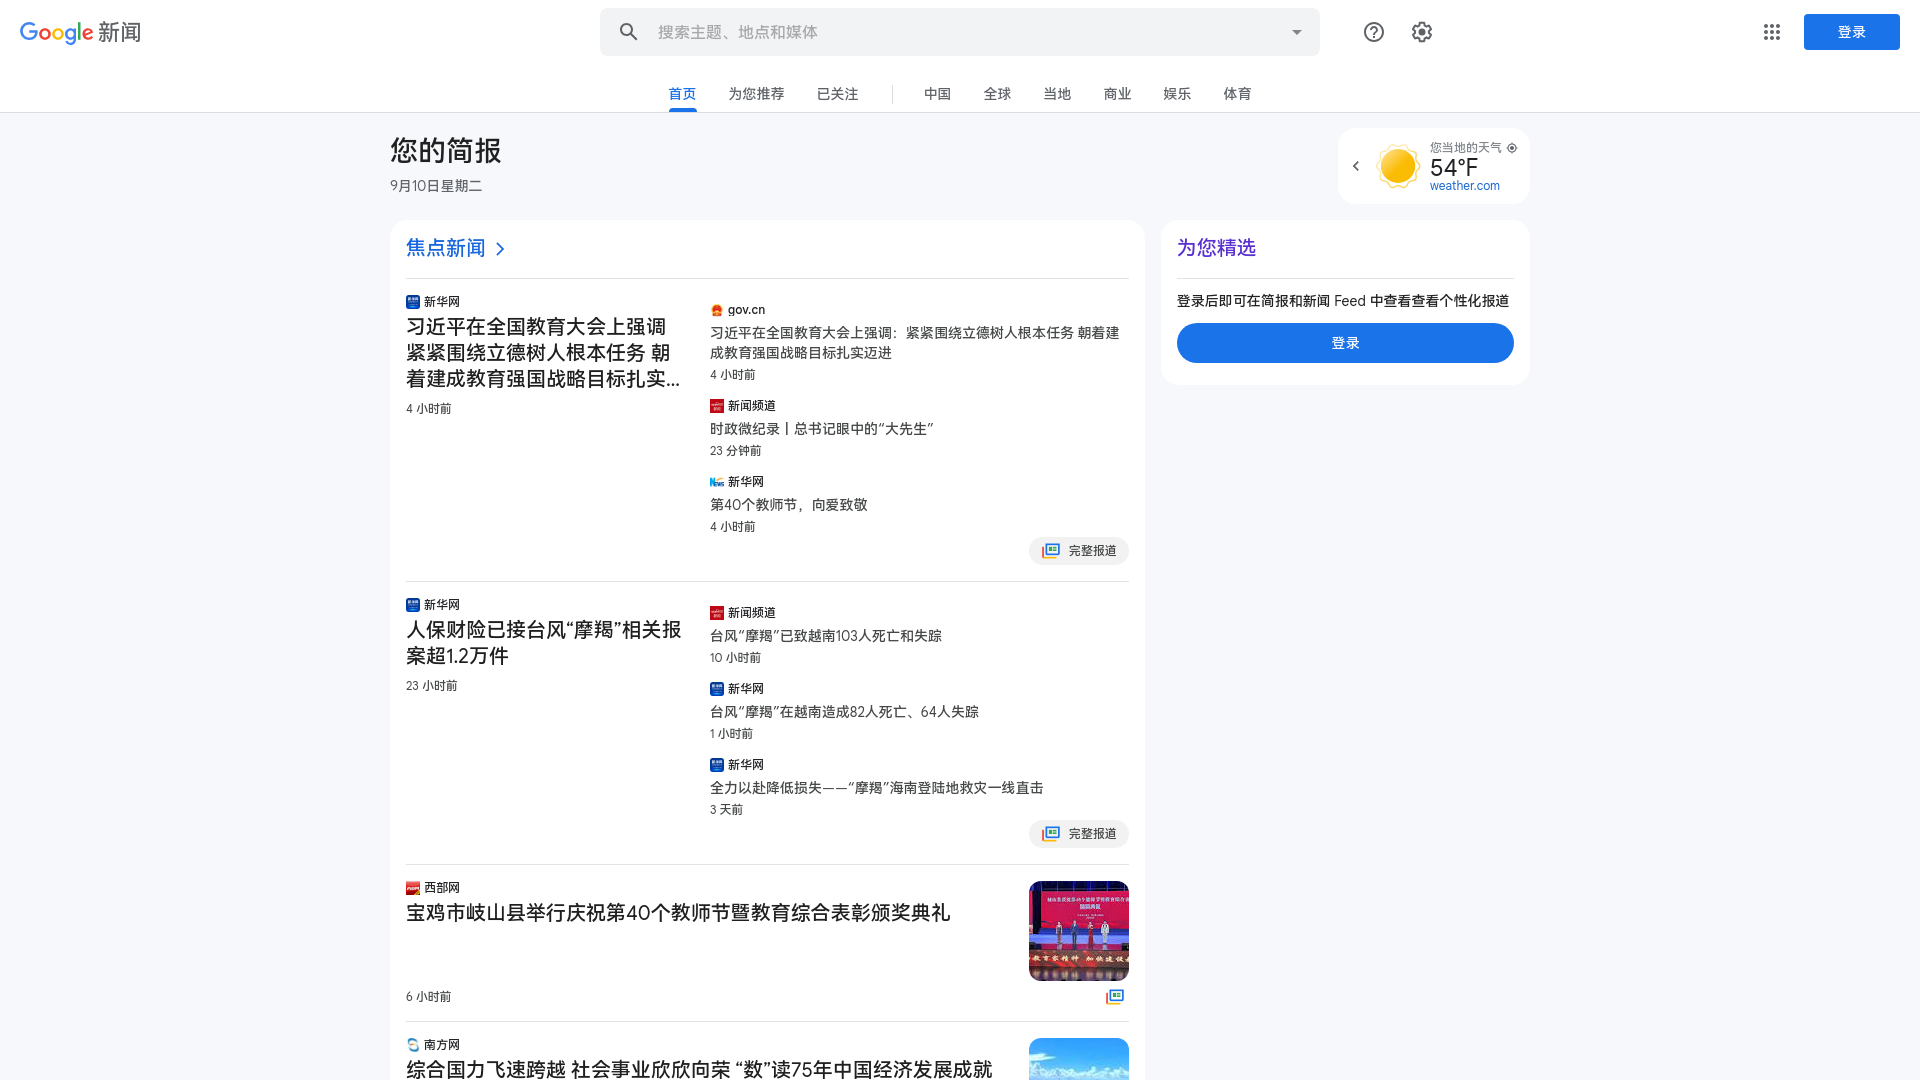 Google 新闻
搜索主题、地点和媒体
登录
首页
为您推荐
已关注
中国
全球
当地
商业
娱乐
体育
您的简报
9月10日星期二
您当地的天气
54°F
weather.com
焦点新闻
新华网
习近平在全国教育大会上强调
紧紧围绕立德树人根本任务 朝
着建成教育强国战略目标扎实...
4 小时前
gov.cn
习近平在全国教育大会上强调：紧紧围绕立德树人根本任务 朝着建
成教育强国战略目标扎实迈进
4 小时前
新闻频道
时政微纪录丨总书记眼中的“大先生”
23 分钟前
新华网
第40个教师节，向爱致敬
4 小时前
完整报道
新华网
人保财险已接台风“摩羯”相关报
案超1.2万件
23 小时前
新闻频道
台风“摩羯”已致越南103人死亡和失踪
10 小时前
新华网
台风“摩羯”在越南造成82人死亡、64人失踪
1 小时前
新华网
全力以赴降低损失——“摩羯”海南登陆地救灾一线直击
3 天前
完整报道
西部网
宝鸡市岐山县举行庆祝第40个教师节暨教育综合表彰颁奖典礼
6 小时前
南方网
综合国力飞速跨越 社会事业欣欣向荣 “数”读75年中国经济发展成就
为您精选
登录后即可在简报和新闻 Feed 中查看查看个性化报道
登录